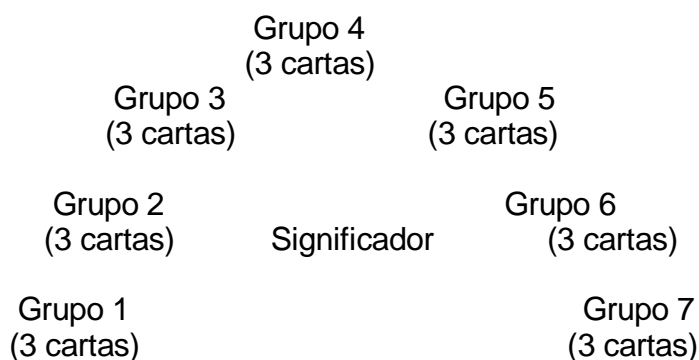 Grupo 4
(3 cartas)
Grupo 3 Grupo 5
(3 cartas) (3 cartas)
Grupo 2 Grupo 6
(3 cartas) Significador (3 cartas)
Grupo 1 Grupo 7
(3 cartas) (3 cartas)